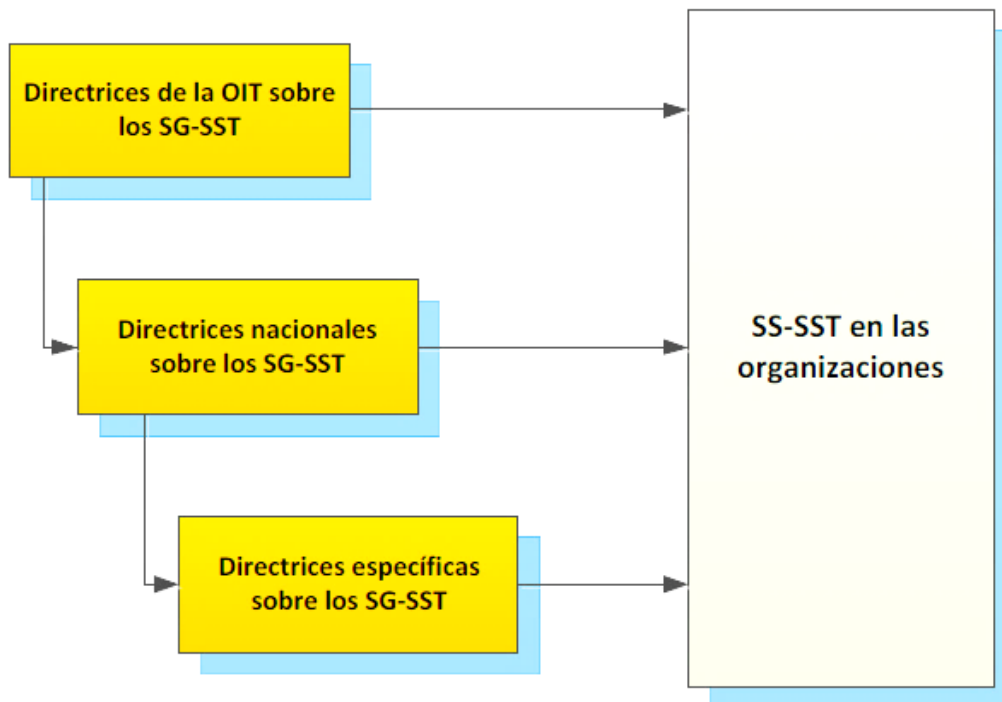 Directrices de la OIT sobre
los SG-SST
Directrices nacionales
sobre los SG-SST
SS-SST en las
organizaciones
Directrices específicas
sobre los SG-SST